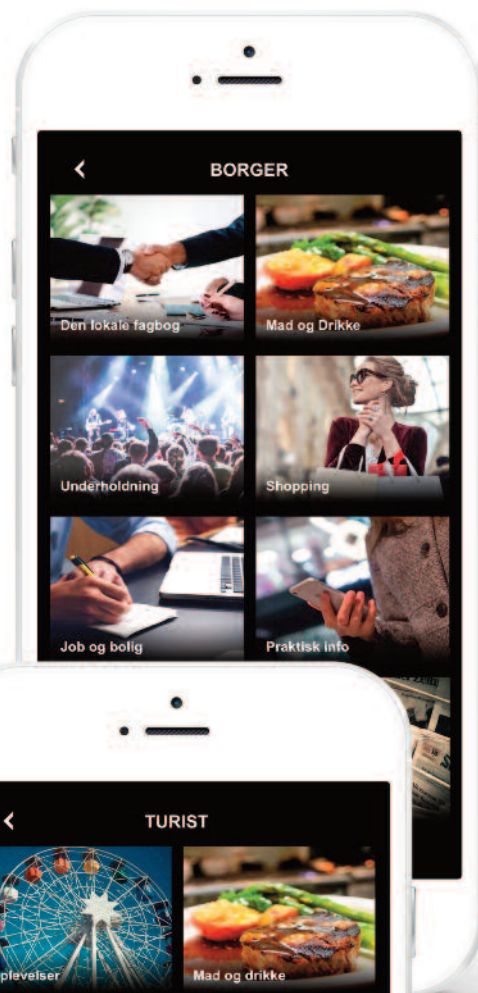 BORGER
Den lokale fagbog
Mad og Drikke
Underholdning
Shopping
Job og bolig
Praktisk info
TURIST
plevelser
Mad og drikke